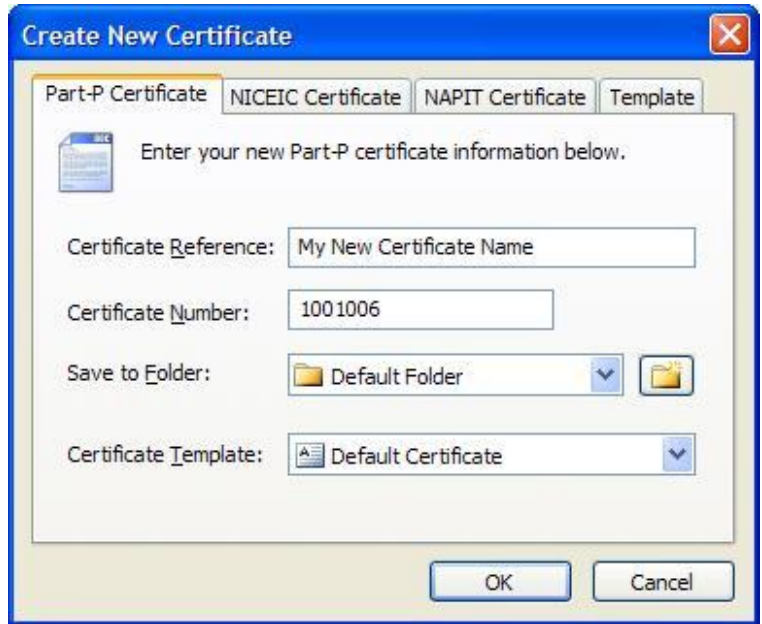 Create New Certificate
Part-P Certificate NICEIC Certificate NAPIT Certificate Template
Enter your new Part-P certificate information below.
Certificate Reference: My New Certificate Name
Certificate Number: 1001006
Save to Folder: Default Folder
Certificate Template: Default Certificate
OK Cancel